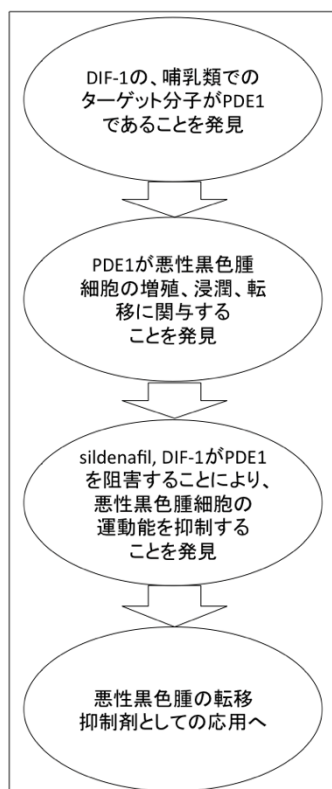 DIF-1の、哺乳類での
ターゲット分子がPDE1
であることを発見
PDE1が悪性黒色腫
細胞の増殖、浸潤、転
移に関与する
ことを発見
sildenafil, DIF-1がPDE1
を阻害することにより、
悪性黒色腫細胞の
運動能を抑制する
ことを発見
悪性黒色腫の転移
抑制剤としての応用へ